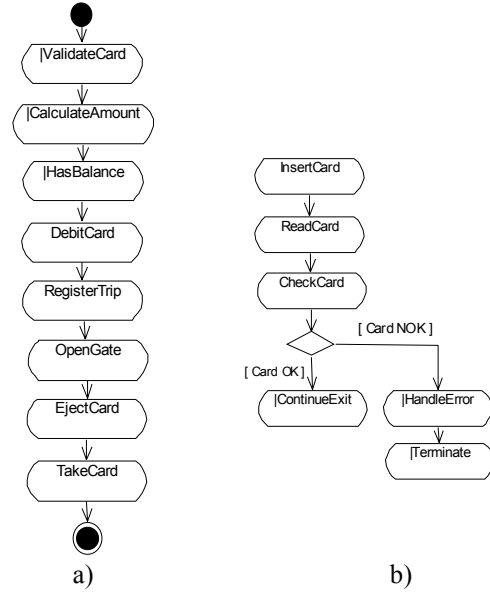 |ValidateCard
|CalculateAmount
|HasBalance
DebitCard
RegisterTrip
OpenGate
EjectCard
TakeCard
a)
InsertCard
ReadCard
CheckCard
[ Card NOK ]
[ Card OK ]
|ContinueExit
|HandleError
|Terminate
b)